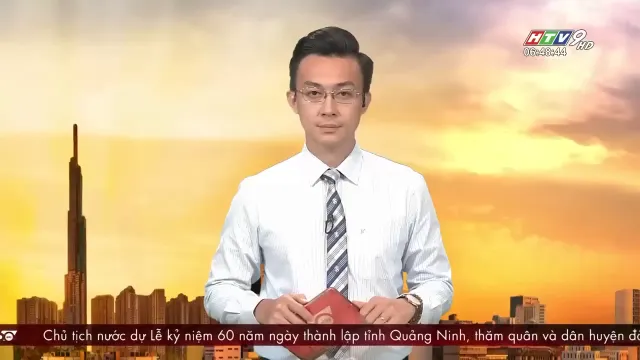 HTV9 HD
06:48:44
Chủ tịch nước dự Lễ kỷ niệm 60 năm ngày thành lập tỉnh Quảng Ninh, thăm quân và dân huyện đ